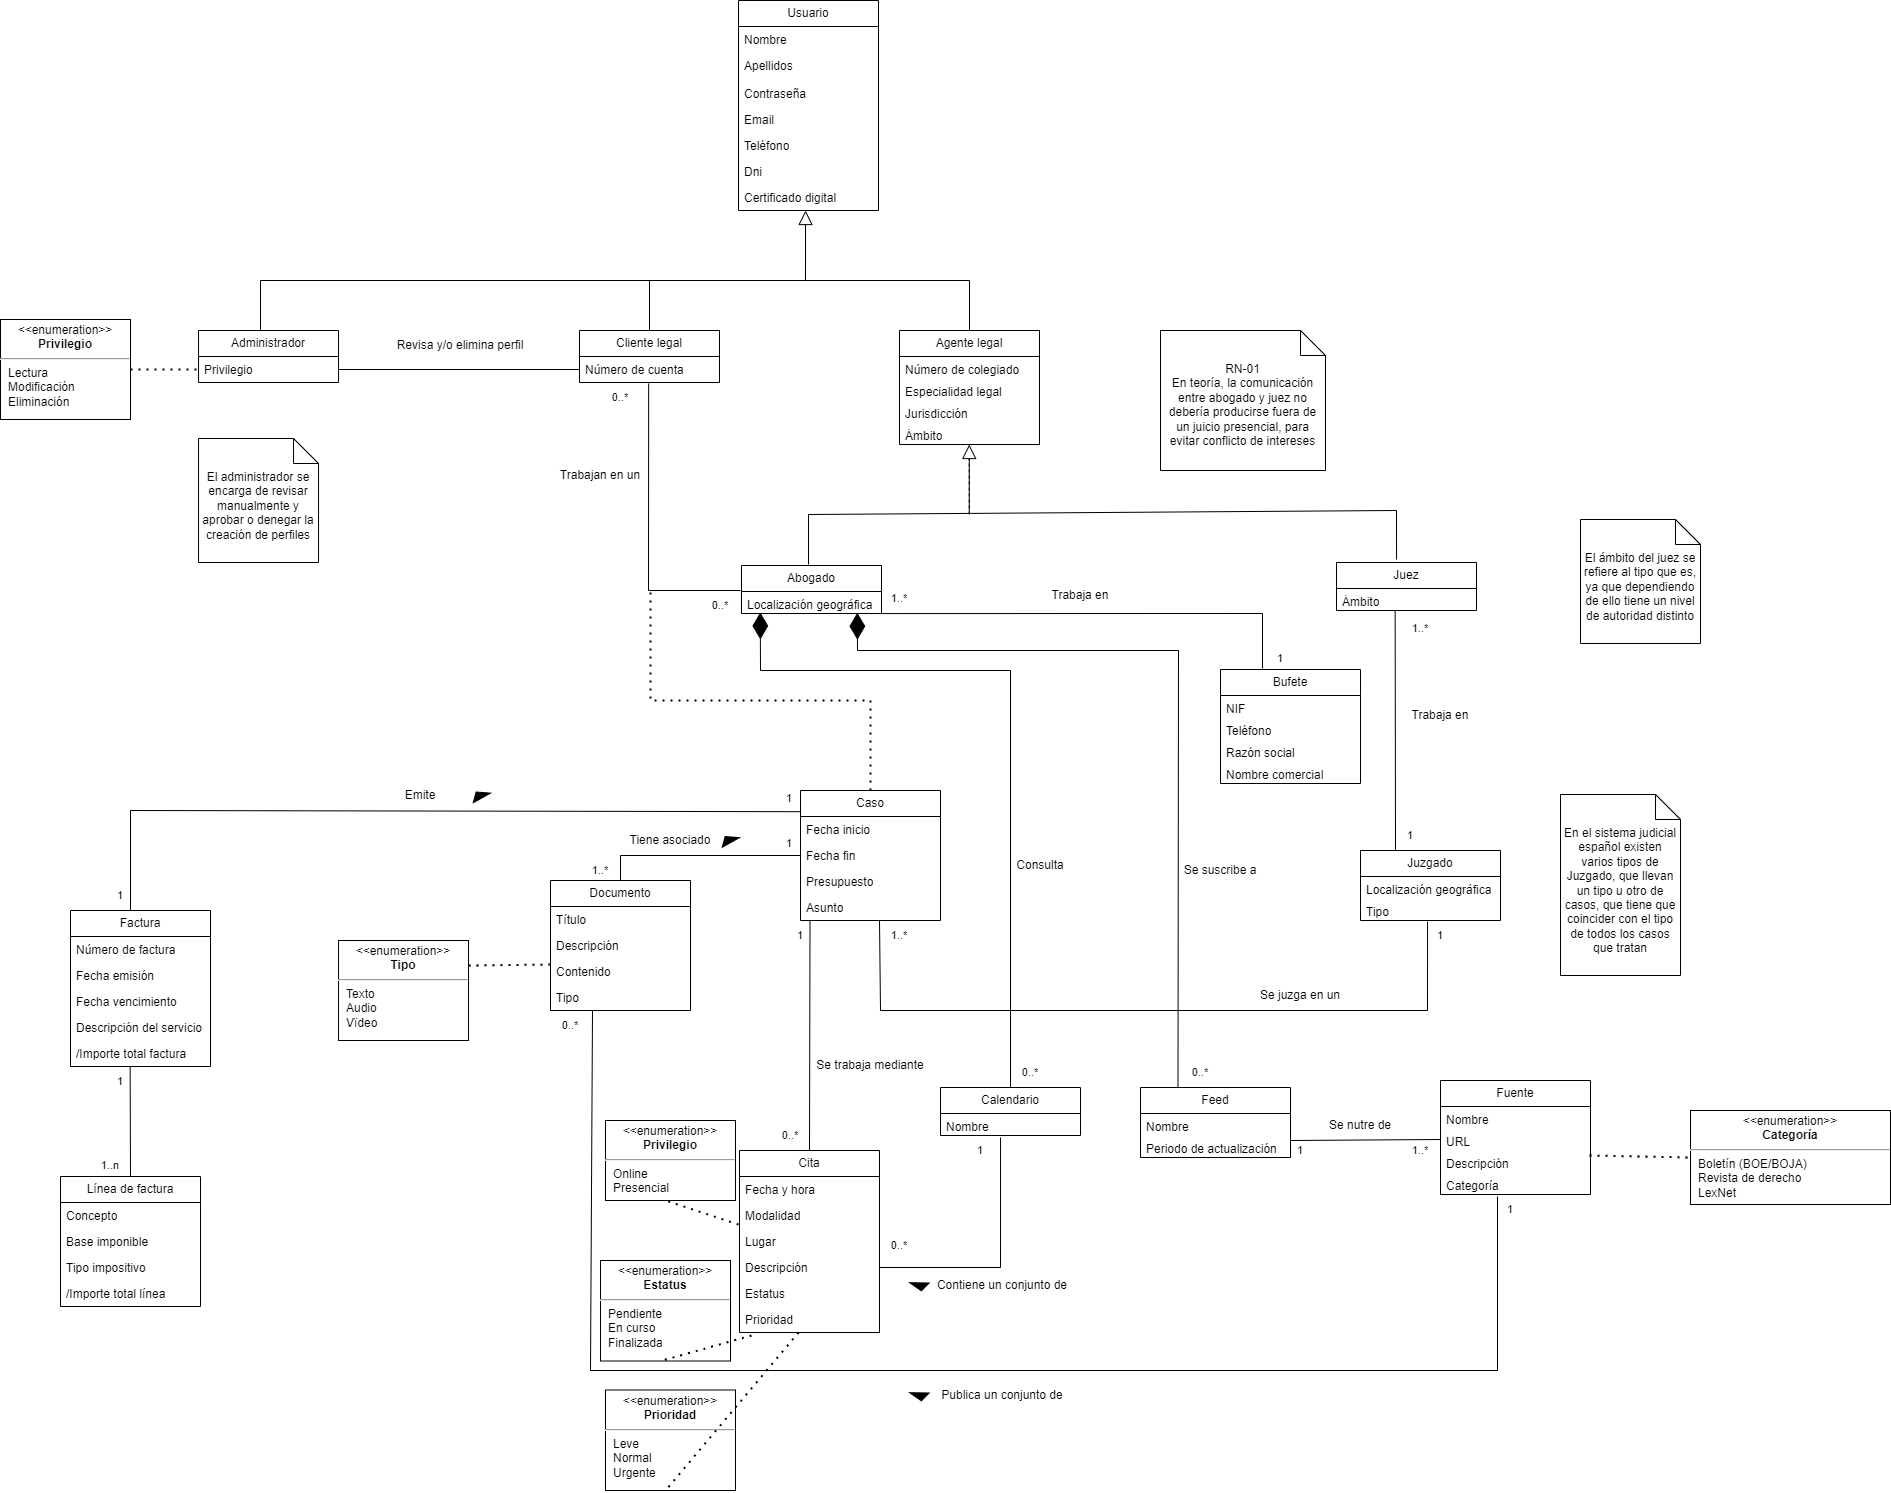 Usuario
Nombre
Apellidos
Contraseña
Email
Teléfono
Dni
Certificado digital
<<enumeration>>
Privilegio
Lectura
Modificación
Eliminación
Administrador
Privilegio
Revisa y/o elimina perfil
Cliente legal
Número de cuenta
0..*
Agente legal
Número de colegiado
Especialidad legal
Jurisdicción
Ámbito
RN-01
En teoría, la comunicación
entre abogado y juez no
debería producirse fuera de
un juicio presencial, para
evitar conflicto de intereses
El administrador se
encarga de revisar
manualmente y
aprobar o denegar la
creación de perfiles
Trabajan en un
0..*
Abogado
Localización geográfica
1..*
Trabaja en
1
Juez
Ámbito
1..*
El ámbito del juez se
refiere al tipo que es,
ya que dependiendo
de ello tiene un nivel
de autoridad distinto
Bufete
NIF
Teléfono
Razón social
Nombre comercial
Trabaja en
1
Emite
1
Caso
Fecha inicio
Fecha fin
Presupuesto
Asunto
Tiene asociado
1
1..*
Consulta
Se suscribe a
Juzgado
Localización geográfica
Tipo
1
En el sistema judicial
español existen
varios tipos de
Juzgado, que llevan
un tipo u otro de
casos, que tiene que
coincider con el tipo
de todos los casos
que tratan
1
Factura
Número de factura
Fecha emisión
Fecha vencimiento
Descripción del servicio
/Importe total factura
1
<<enumeration>>
Tipo
Texto
Audio
Vídeo
Documento
Título
Descripción
Contenido
Tipo
0..*
1
1..*
Se juzga en un
Se trabaja mediante
0..*
0..*
0..*
1..n
Línea de factura
Concepto
Base imponible
Tipo impositivo
/Importe total línea
<<enumeration>>
Privilegio
Online
Presencial
Cita
Fecha y hora
Modalidad
Lugar
Descripción
Estatus
Prioridad
Calendario
Nombre
1
0..*
Contiene un conjunto de
Feed
Nombre
Periodo de actualización
Se nutre de
1
1..*
Fuente
Nombre
URL
Descripción
Categoría
1
<<enumeration>>
Categoría
Boletín (BOE/BOJA)
Revista de derecho
LexNet
<<enumeration>>
Estatus
Pendiente
En curso
Finalizada
Publica un conjunto de
<<enumeration>>
Prioridad
Leve
Normal
Urgente